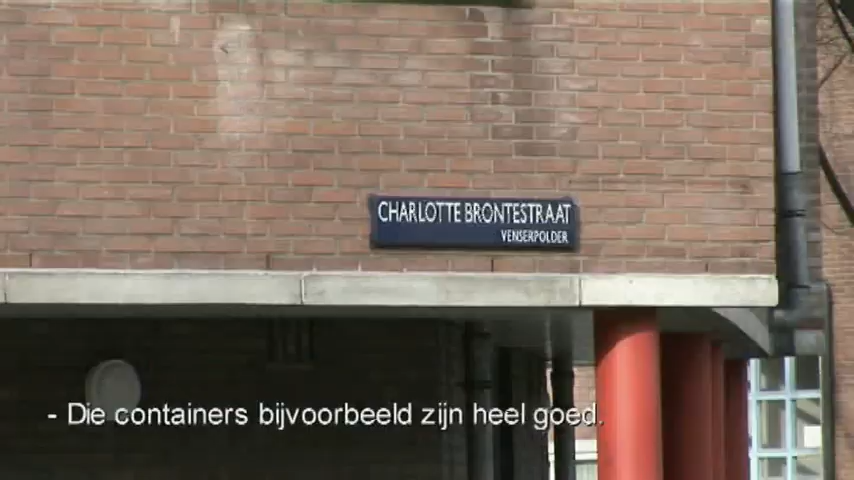 CHARLOTTE BRONTESTRAAT
VENSERPOLDER
- Die containers bijvoorbeeld zijn heel goed.